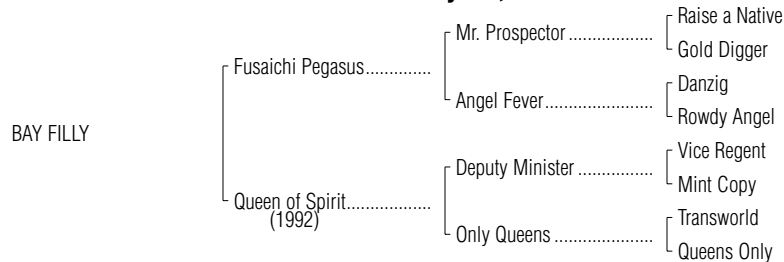 Raise a Native
Mr. Prospector ...................
Gold Digger
Fusaichi Pegasus...............
Danzig
Angel Fever.........................
Rowdy Angel
BAY FILLY
Vice Regent
Deputy Minister .................
Mint Copy
Queen of Spirit...................
(1992)
Transworld
Only Queens ......................
Queens Only